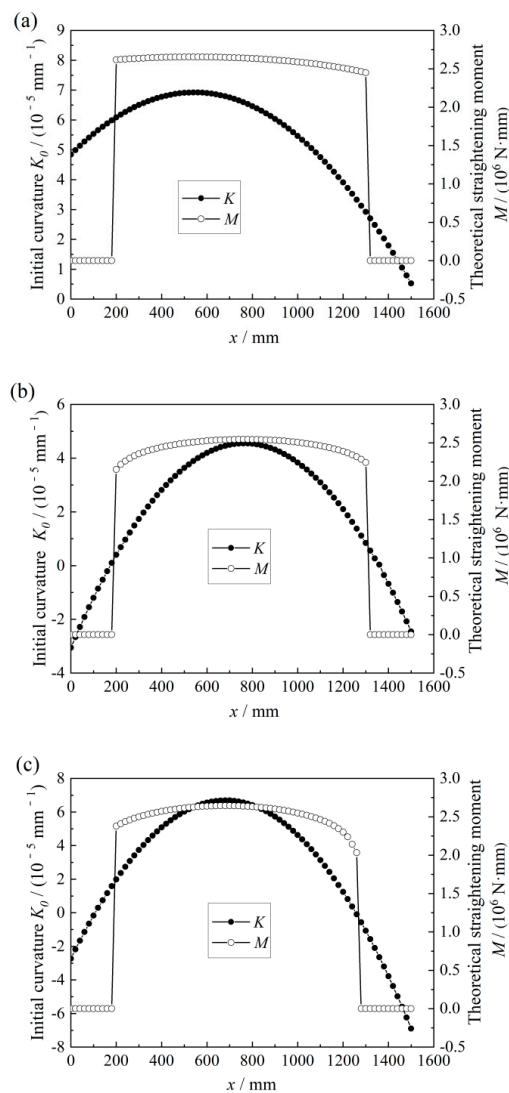 (a)
9
8
7
6
5
4
3
2
1
0
Initial curvature K0 / (10⁻⁵ mm⁻¹)
K
M
3.0
2.5
2.0
1.5
1.0
0.5
0.0
-0.5
Theoretical straightening moment
M / (10⁶ N·mm)
0 200 400 600 800 1000 1200 1400 1600
x / mm
(b)
6
4
2
0
-2
-4
Initial curvature K0 / (10⁻⁵ mm⁻¹)
K
M
3.0
2.5
2.0
1.5
1.0
0.5
0.0
-0.5
Theoretical straightening moment
M / (10⁶ N·mm)
0 200 400 600 800 1000 1200 1400 1600
x / mm
(c)
8
6
4
2
0
-2
-4
-6
-8
Initial curvature K0 / (10⁻⁵ mm⁻¹)
K
M
3.0
2.5
2.0
1.5
1.0
0.5
0.0
-0.5
Theoretical straightening moment
M / (10⁶ N·mm)
0 200 400 600 800 1000 1200 1400 1600
x / mm